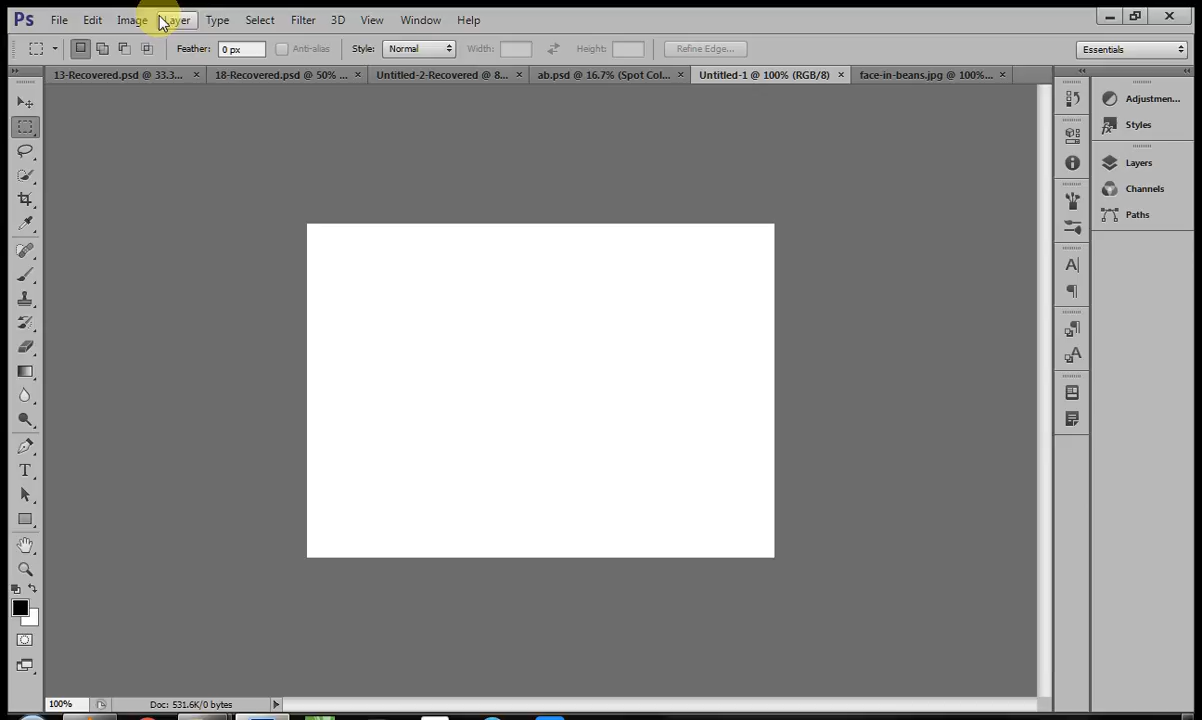 Ps File Edit Image Layer Type Select Filter 3D View Window Help
Feather: 0 px Anti-alias Style: Normal Width: Height: Refine Edge... Essentials
13-Recovered.psd @ 33.3... × 18-Recovered.psd @ 50% ... × Untitled-2-Recovered @ 8... × ab.psd @ 16.7% (Spot Col... × Untitled-1 @ 100% (RGB/8) × face-in-beans.jpg @ 100%... ×
Adjustmen...
Styles
Layers
Channels
Paths
100% Doc: 531.6K/0 bytes